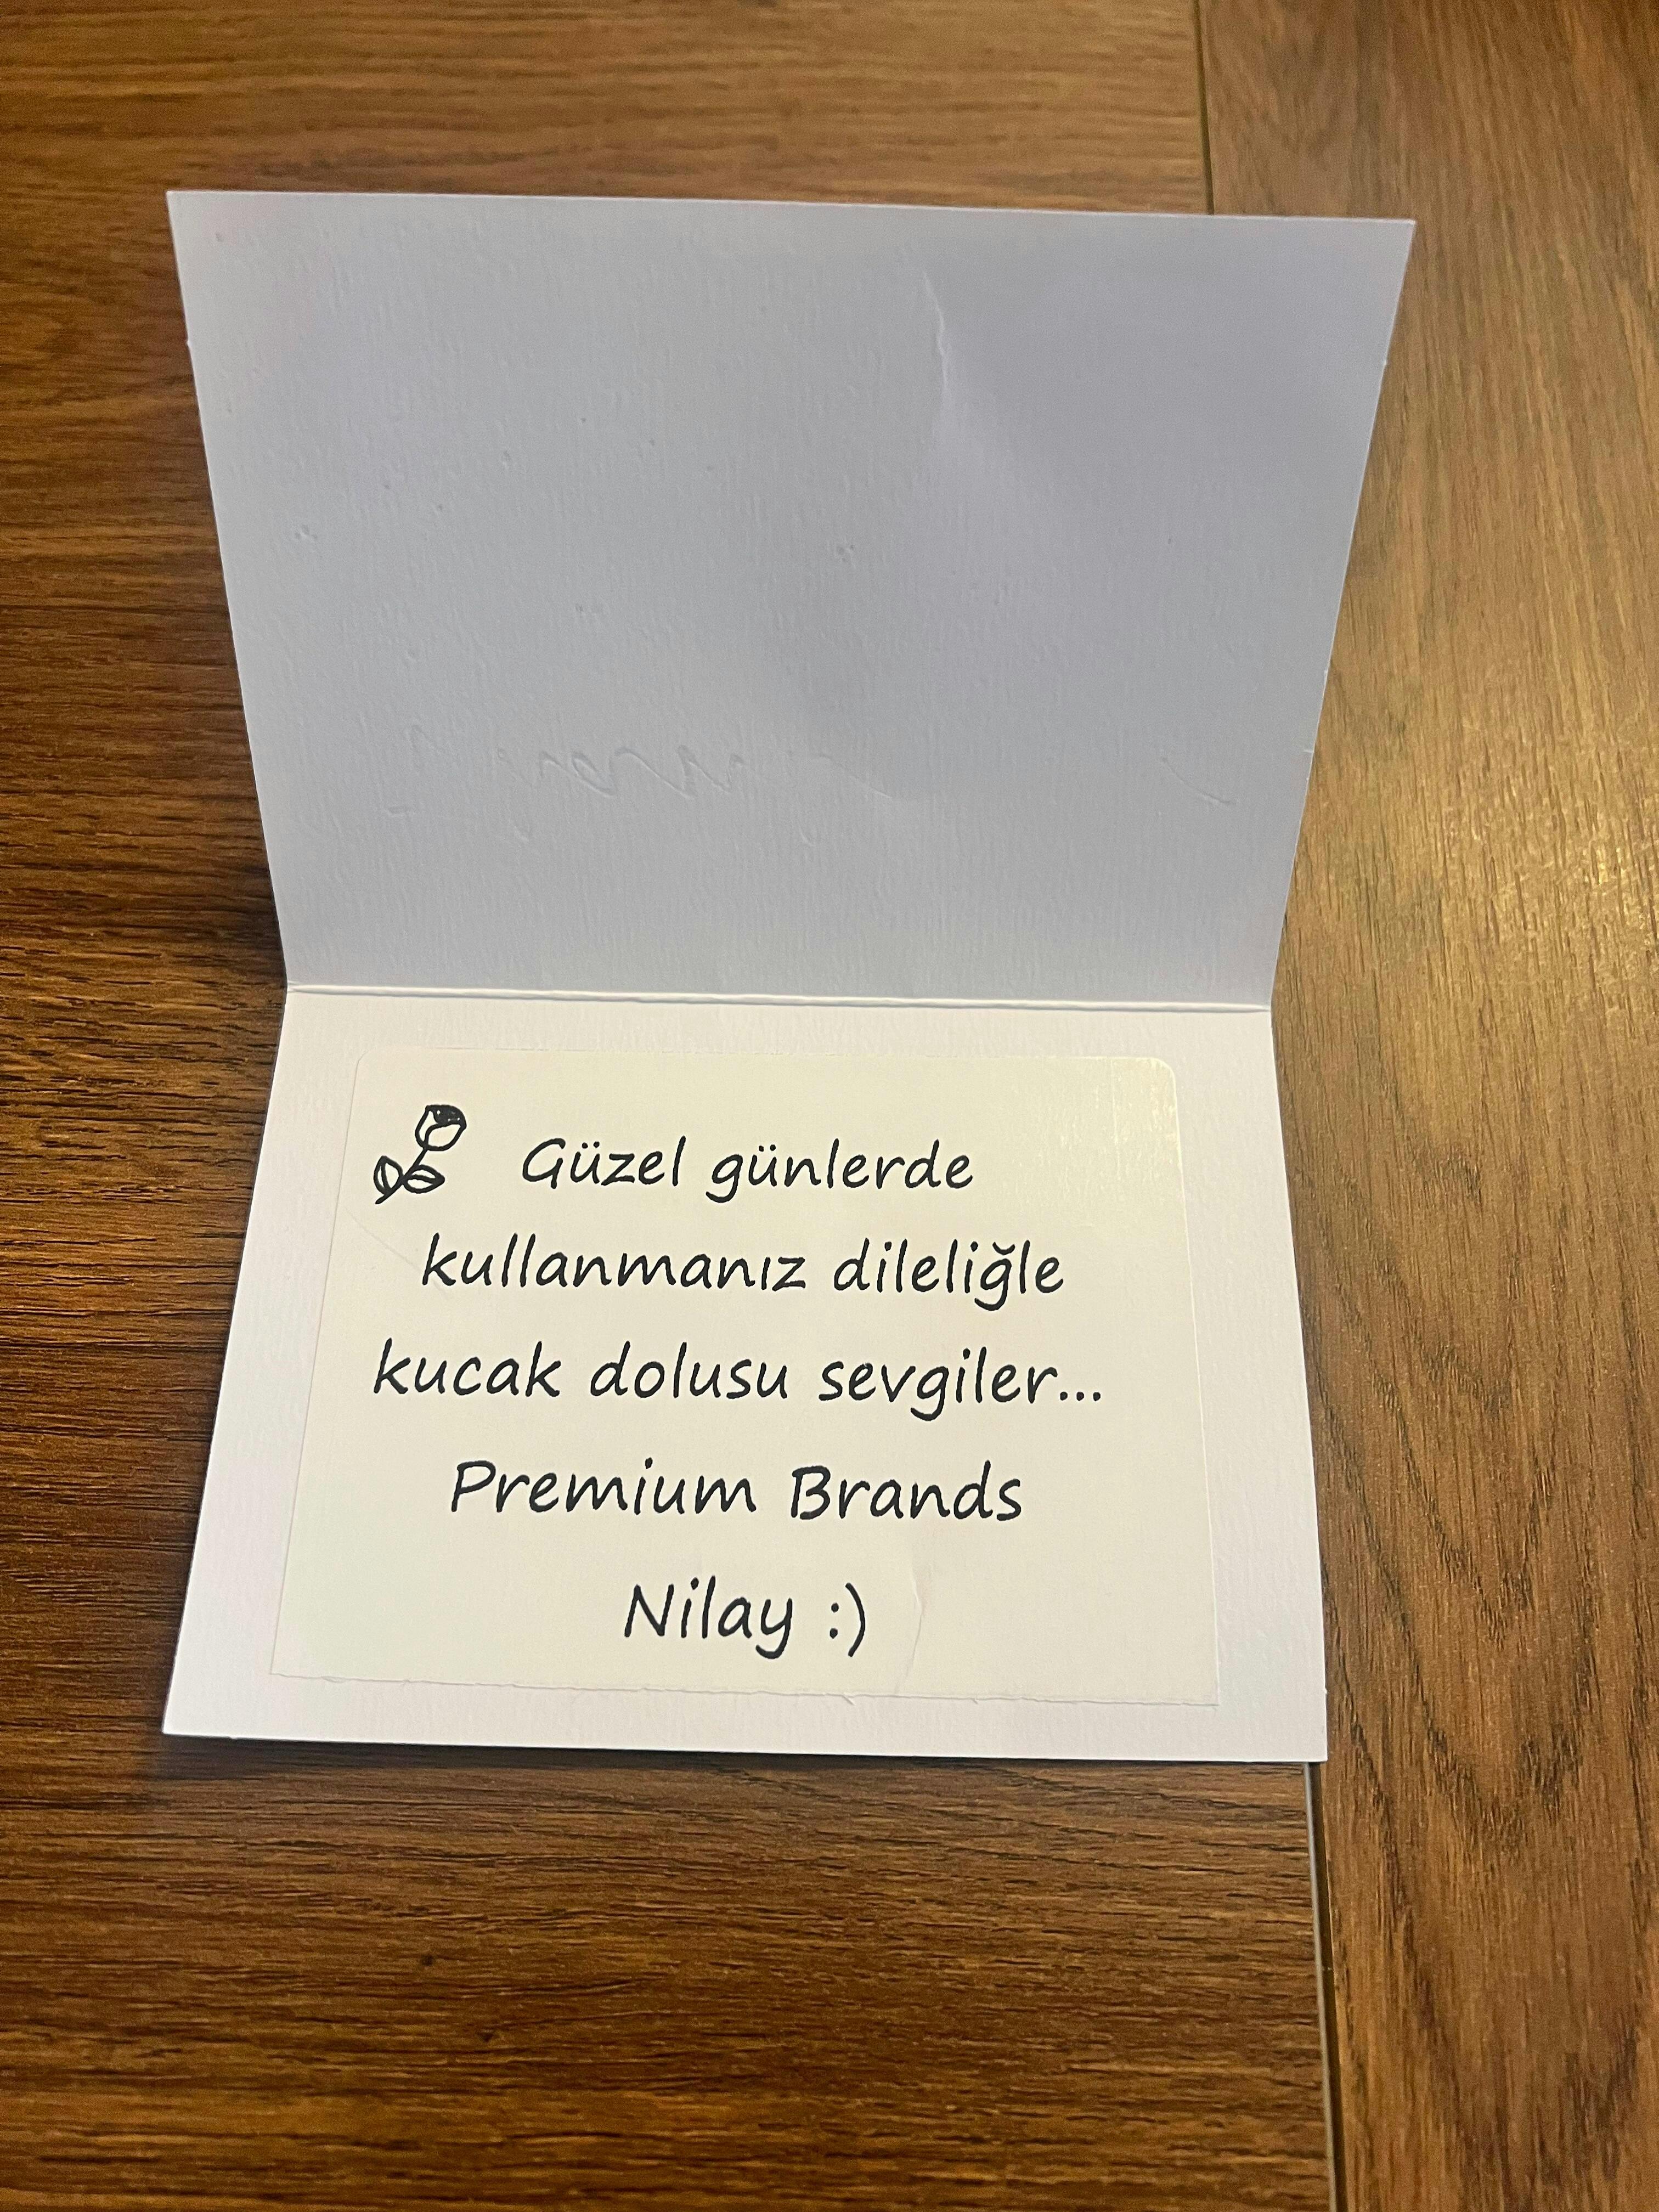 Güzel günlerde
kullanmanız dileliğle
kucak dolusu sevgiler...
Premium Brands
Nilay :)